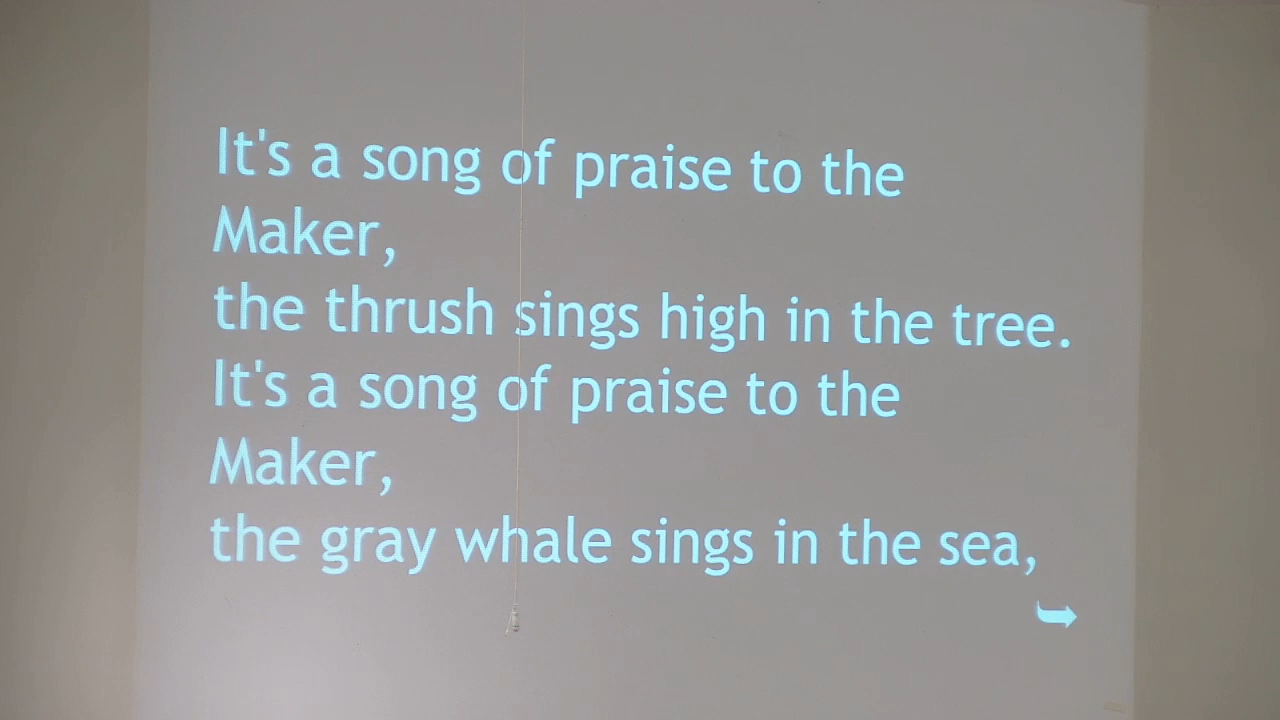 It's a song of praise to the
Maker,
the thrush sings high in the tree.
It's a song of praise to the
Maker,
the gray whale sings in the sea,